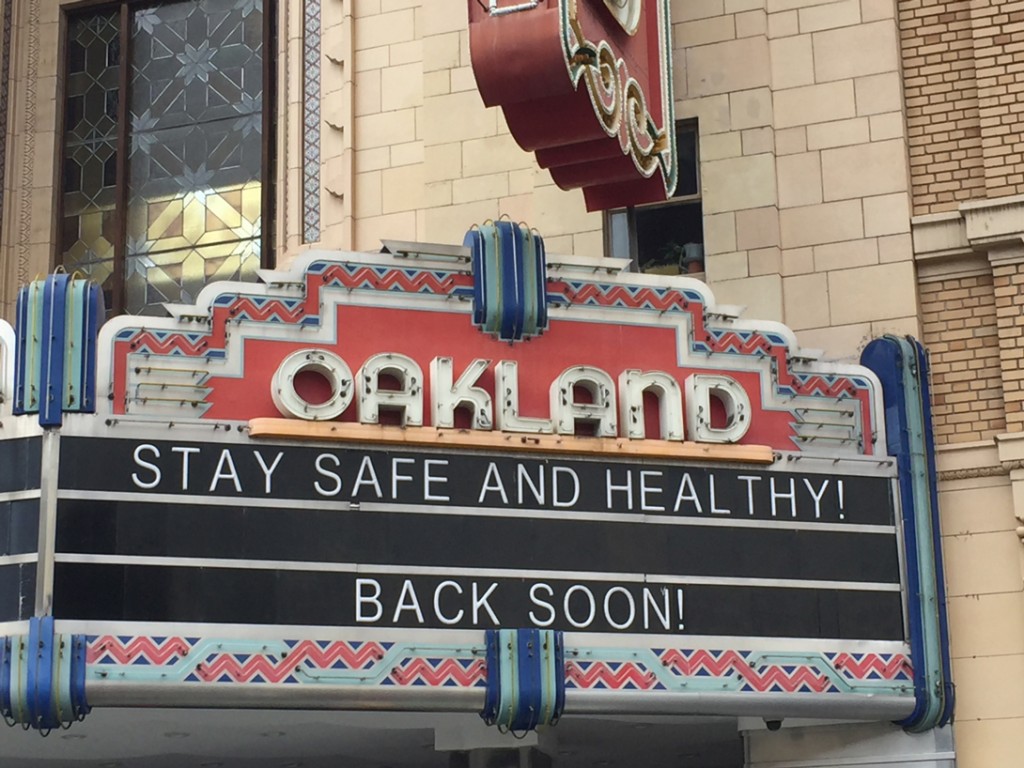 OAKLAND
STAY SAFE AND HEALTHY!
BACK SOON!